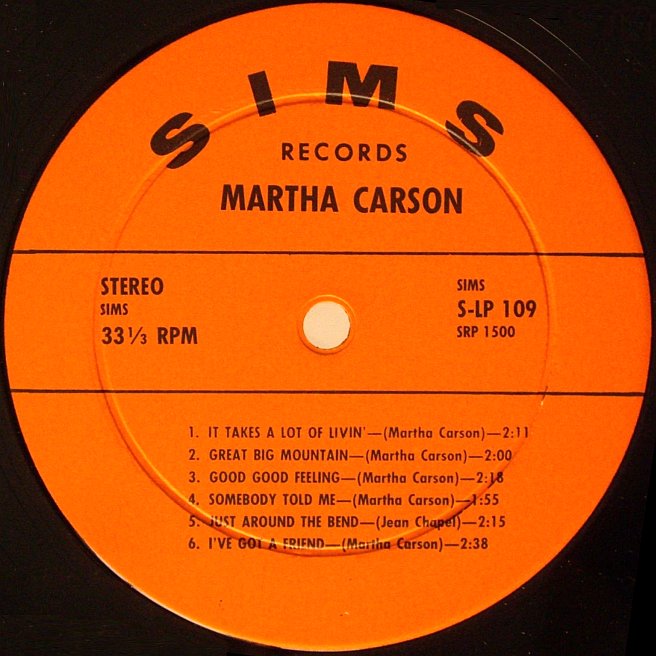 SIMS
RECORDS
MARTHA CARSON
STEREO
SIMS
33⅓ RPM
SIMS
S-LP 109
SRP 1500
1. IT TAKES A LOT OF LIVIN'—(Martha Carson)—2:11
2. GREAT BIG MOUNTAIN—(Martha Carson)—2:00
3. GOOD GOOD FEELING—(Martha Carson)—2:18
4. SOMEBODY TOLD ME—(Martha Carson)—1:55
5. JUST AROUND THE BEND—(Jean Chapel)—2:15
6. I'VE GOT A FRIEND—(Martha Carson)—2:38